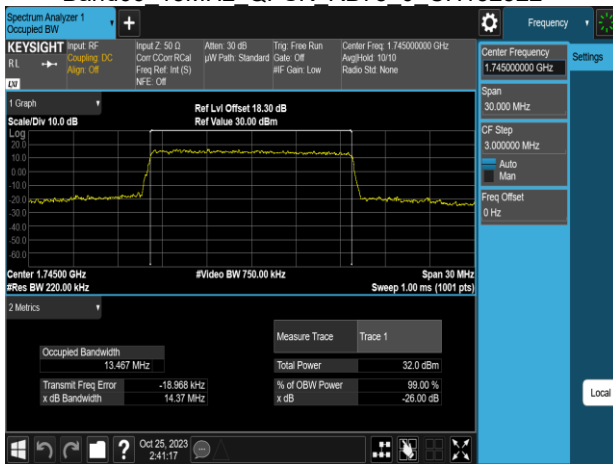 Spectrum Analyzer 1
Occupied BW
Frequency
KEYSIGHT
RL
LXI
Input: RF
Coupling: DC
Align: Off
Input Z: 50 Ω
Corr CCorr RCal
Freq Ref: Int (S)
NFE: Off
Atten: 30 dB
µW Path: Standard
Trig: Free Run
Gate: Off
#IF Gain: Low
Center Freq: 1.745000000 GHz
Avg|Hold: 10/10
Radio Std: None
Center Frequency
1.745000000 GHz
Settings
Span
30.000 MHz
CF Step
3.000000 MHz
Auto
Man
Freq Offset
0 Hz
Local
1 Graph
Scale/Div 10.0 dB
Ref Lvl Offset 18.30 dB
Ref Value 30.00 dBm
Log
20.0
10.0
0.00
-10.0
-20.0
-30.0
-40.0
-50.0
-60.0
Center 1.74500 GHz
#Res BW 220.00 kHz
#Video BW 750.00 kHz
Span 30 MHz
Sweep 1.00 ms (1001 pts)
2 Metrics
Measure Trace Trace 1
Occupied Bandwidth
13.467 MHz
Total Power 32.0 dBm
Transmit Freq Error -18.968 kHz
% of OBW Power 99.00 %
x dB Bandwidth 14.37 MHz
x dB -26.00 dB
?
Oct 25, 2023
2:41:17